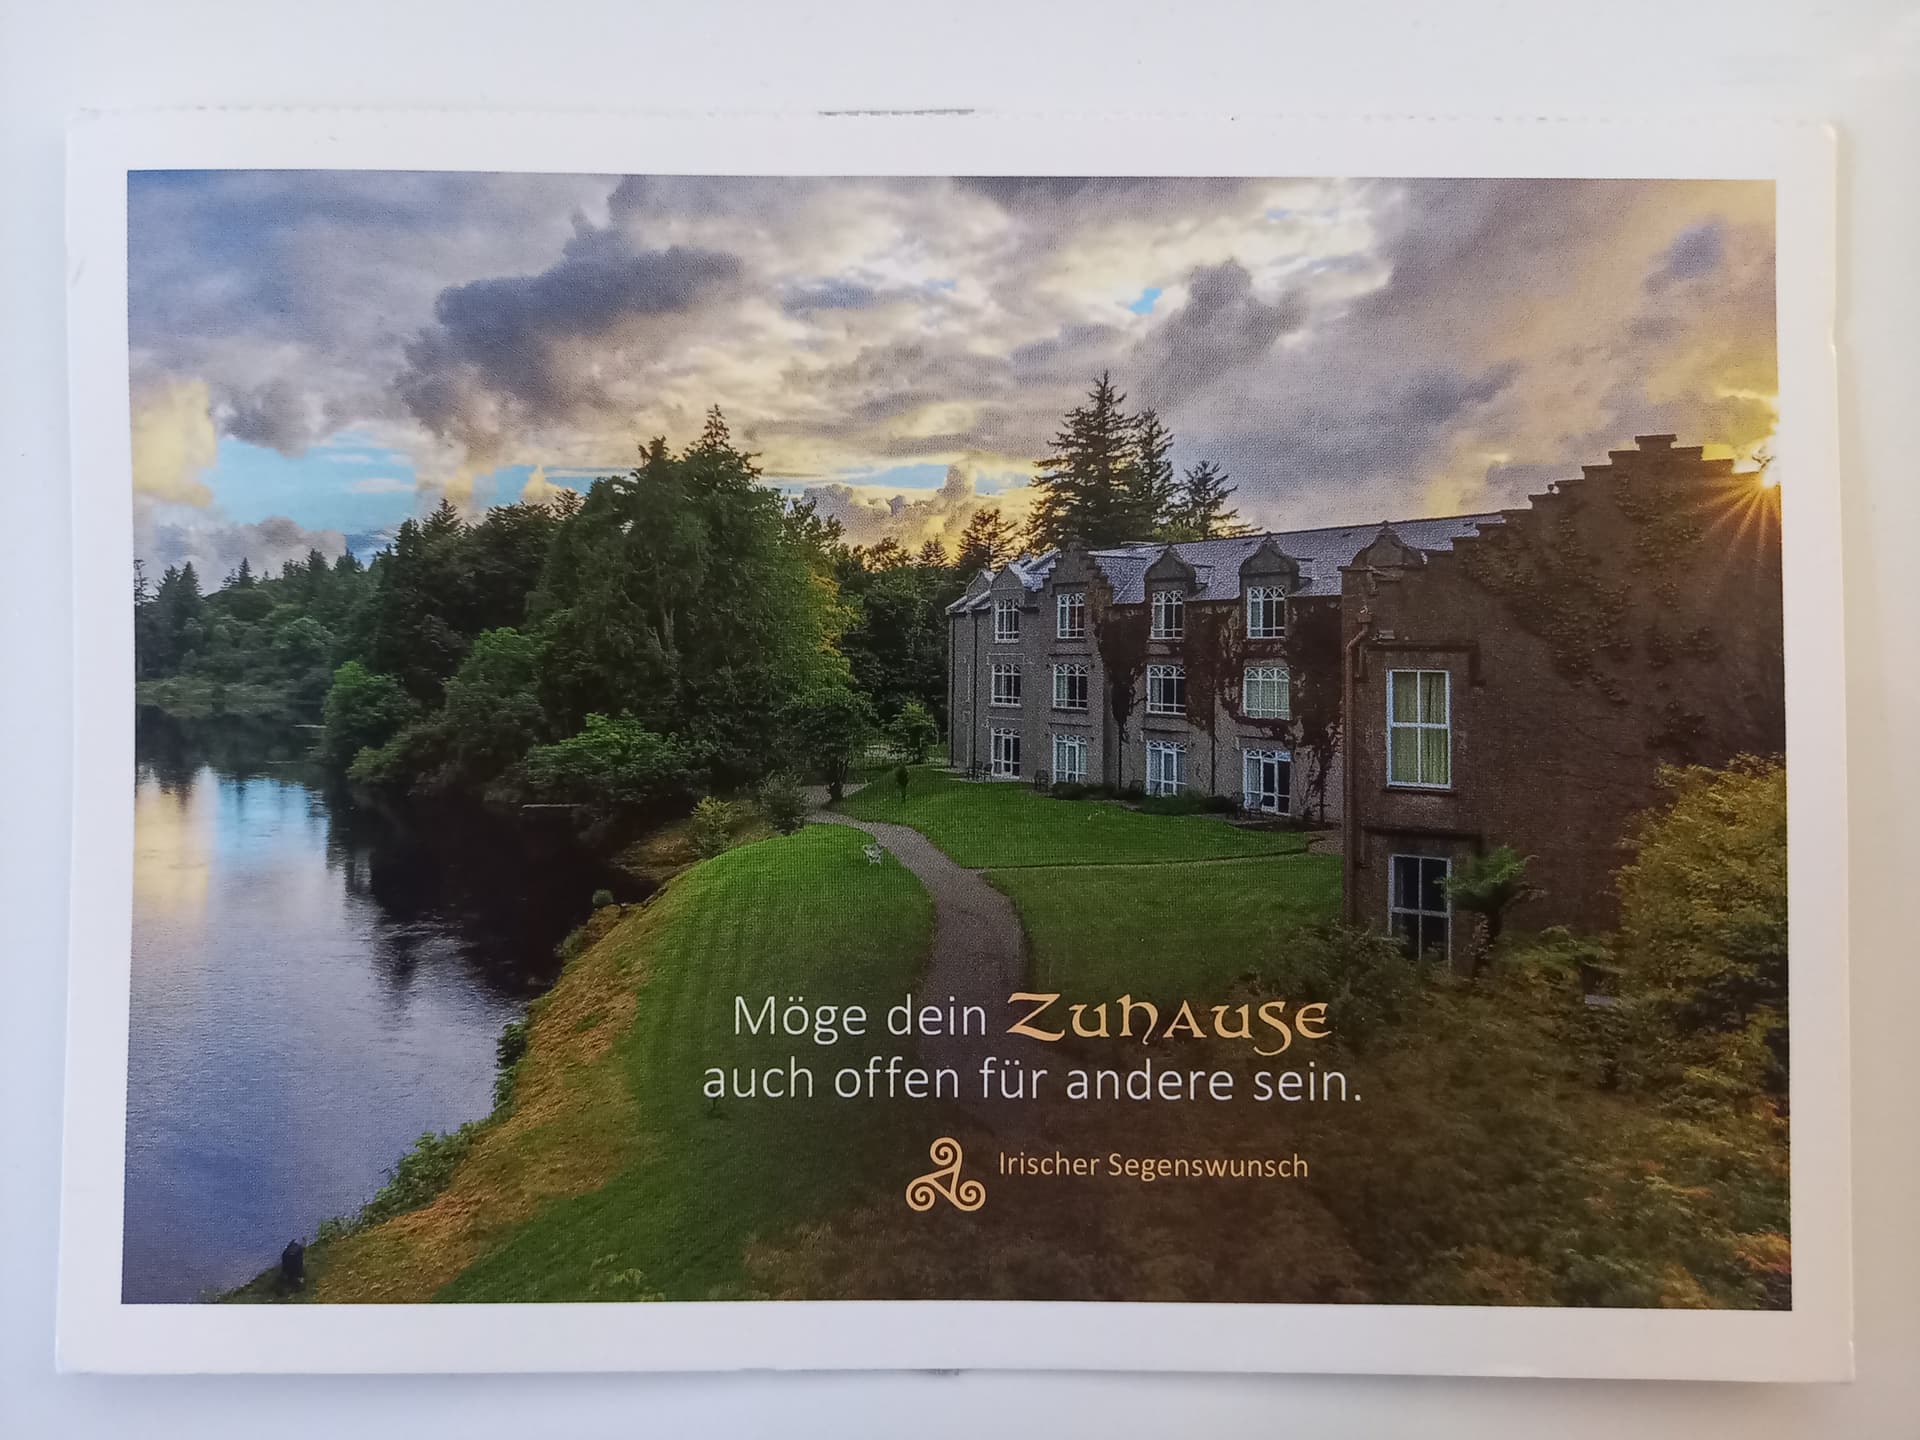 Möge dein Zuhause
auch offen für andere sein.
Irischer Segenswunsch